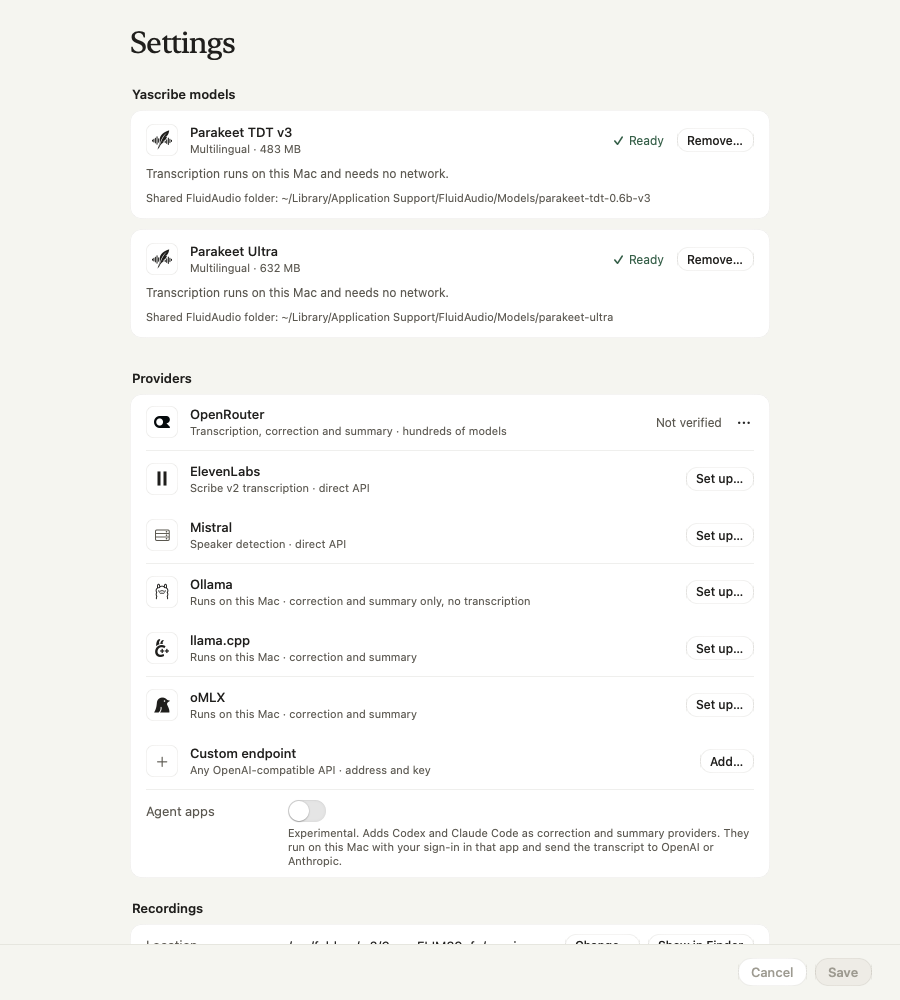 Settings
Yascribe models
Parakeet TDT v3
Multilingual · 483 MB
✓ Ready
Remove...
Transcription runs on this Mac and needs no network.
Shared FluidAudio folder: ~/Library/Application Support/FluidAudio/Models/parakeet-tdt-0.6b-v3
Parakeet Ultra
Multilingual · 632 MB
✓ Ready
Remove...
Transcription runs on this Mac and needs no network.
Shared FluidAudio folder: ~/Library/Application Support/FluidAudio/Models/parakeet-ultra
Providers
OpenRouter
Transcription, correction and summary · hundreds of models
Not verified
ElevenLabs
Scribe v2 transcription · direct API
Set up...
Mistral
Speaker detection · direct API
Set up...
Ollama
Runs on this Mac · correction and summary only, no transcription
Set up...
llama.cpp
Runs on this Mac · correction and summary
Set up...
oMLX
Runs on this Mac · correction and summary
Set up...
Custom endpoint
Any OpenAI-compatible API · address and key
Add...
Agent apps
Experimental. Adds Codex and Claude Code as correction and summary providers. They
run on this Mac with your sign-in in that app and send the transcript to OpenAI or
Anthropic.
Recordings
Location
Change...
Show in Finder
Cancel
Save